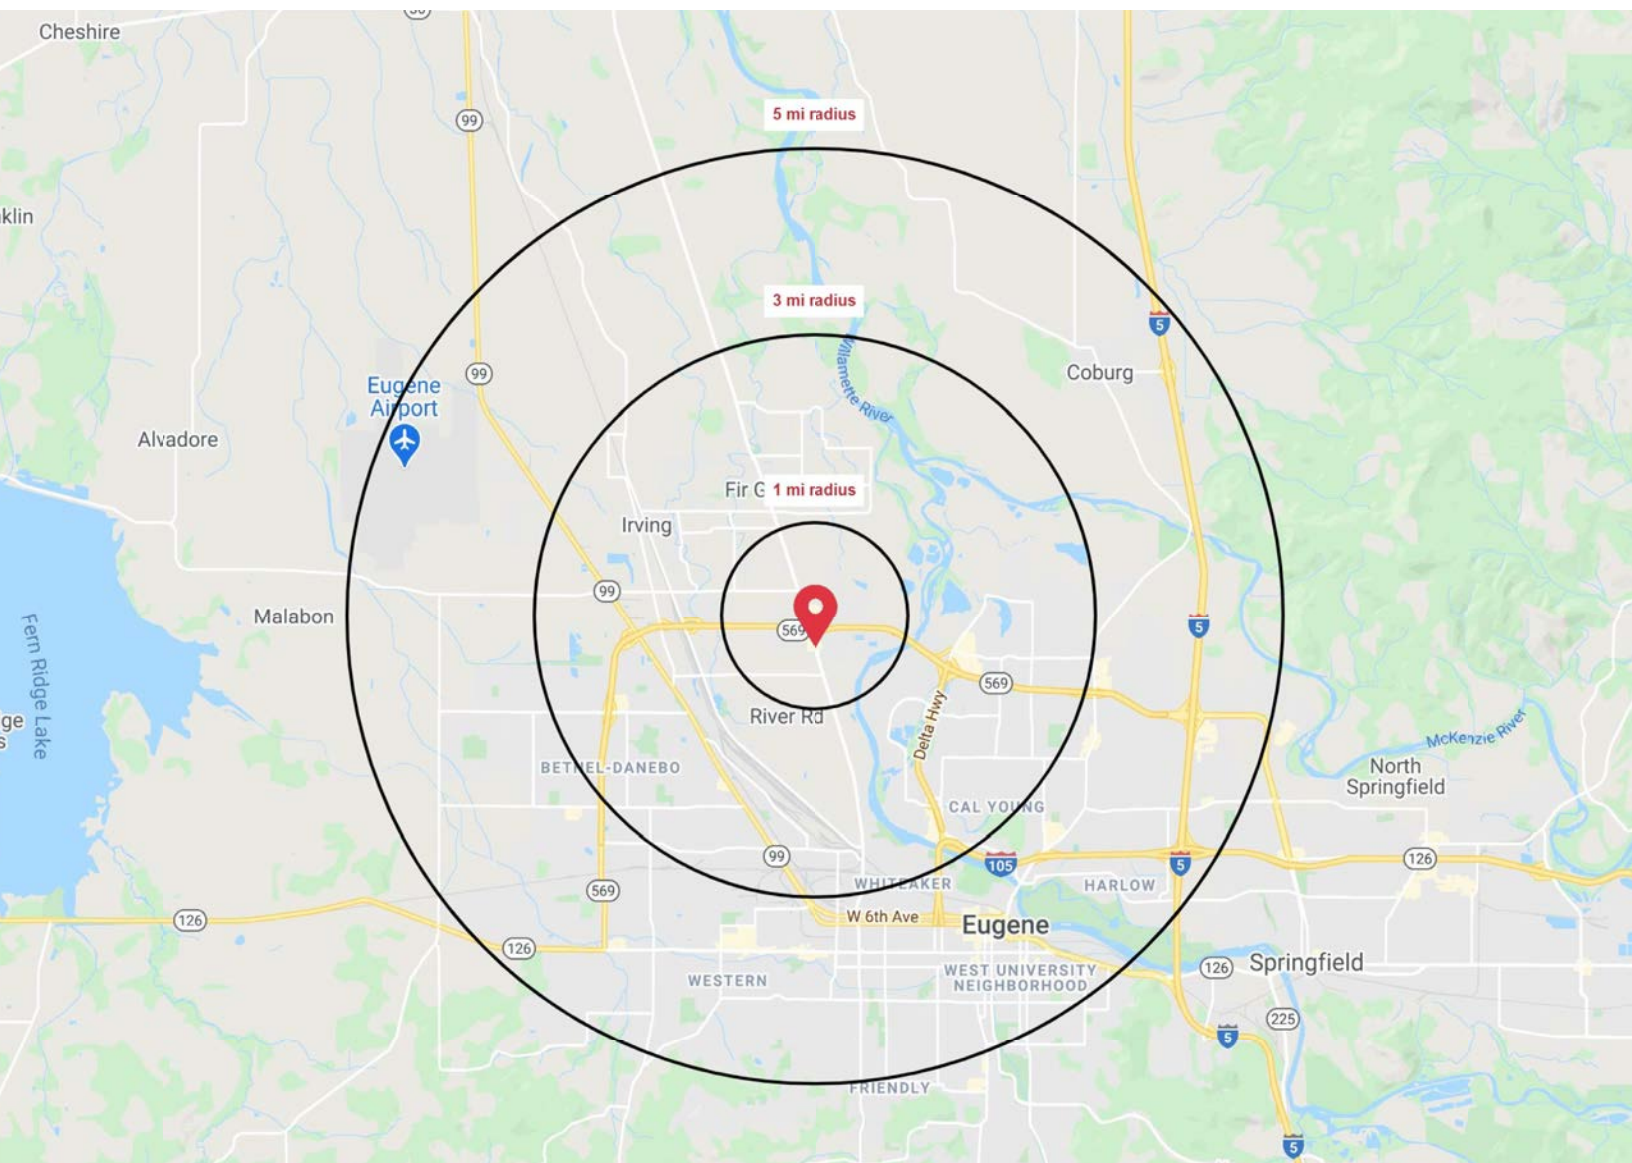 Cheshire
99
5 mi radius
klin
3 mi radius
5
Willamette River
99
Coburg
Eugene
Airport
Alvadore
Fir G
1 mi radius
Irving
99
Malabon
569
5
Fern Ridge Lake
569
Delta Hwy
River Rd
ge
s
McKenzie River
BETHEL-DANEBO
North
Springfield
CAL YOUNG
99
105
5
126
WHITEAKER
HARLOW
569
126
W 6th Ave
Eugene
126
Springfield
126
WESTERN
WEST UNIVERSITY
NEIGHBORHOOD
225
5
FRIENDLY
5